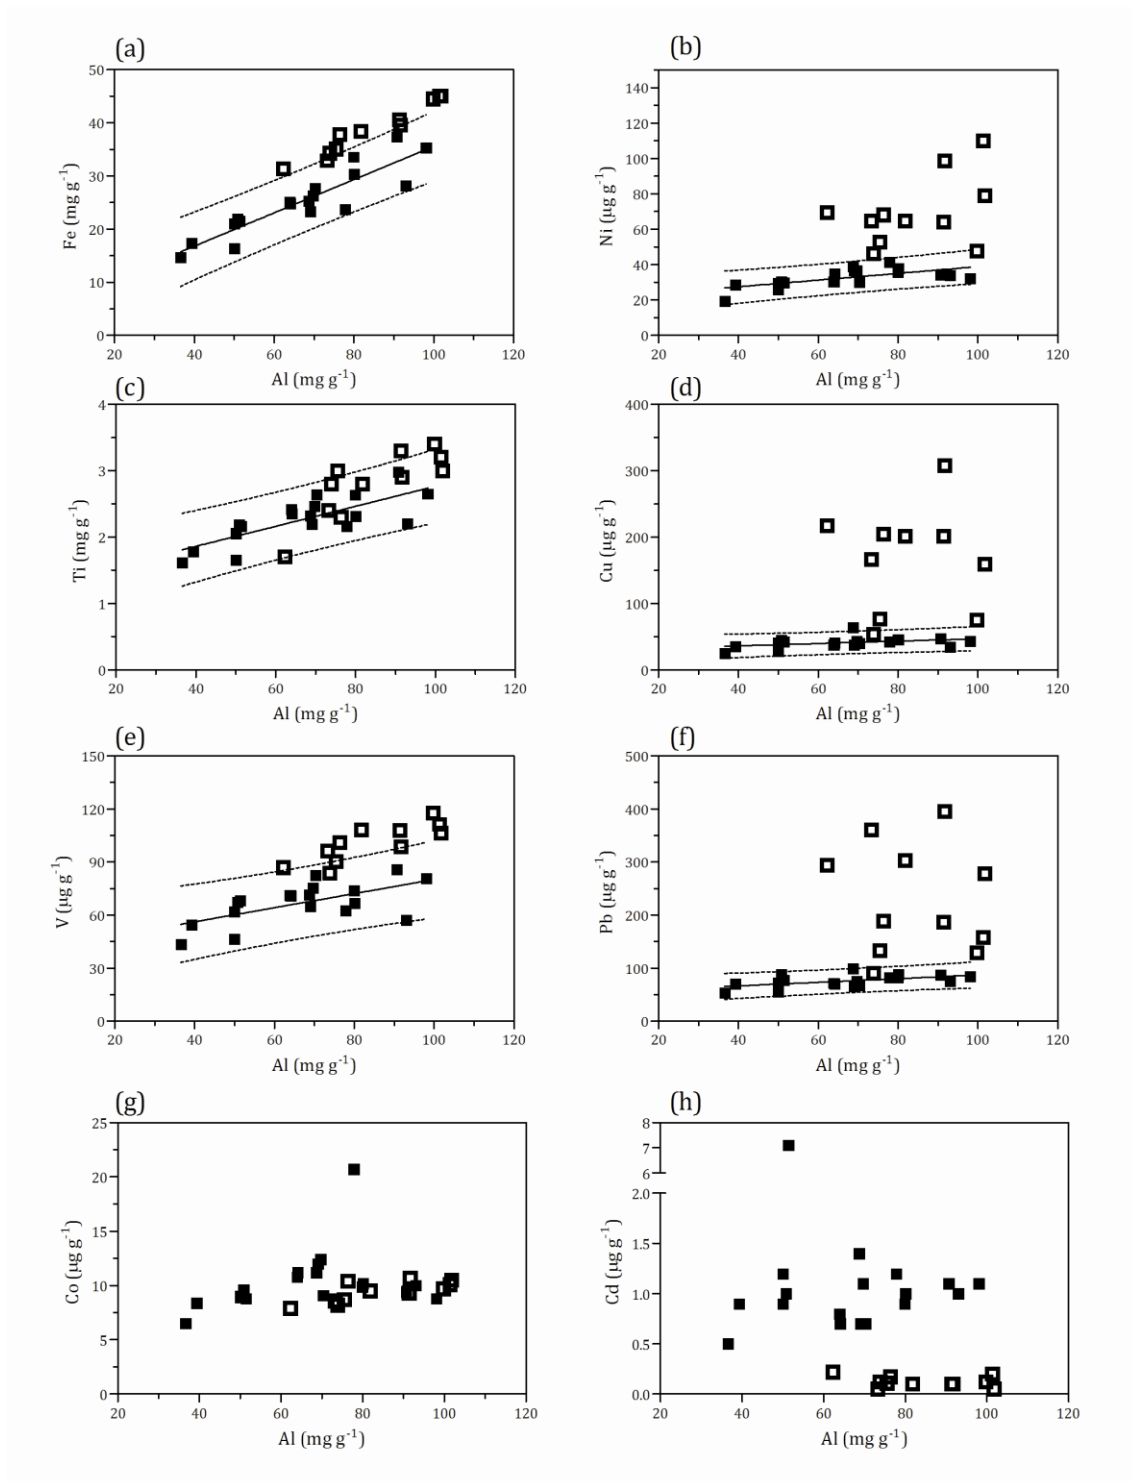 (a)
50
40
30
20
10
0
Fe (mg g⁻¹)
20 40 60 80 100 120
Al (mg g⁻¹)
(b)
140
120
100
80
60
40
20
0
Ni (µg g⁻¹)
20 40 60 80 100 120
Al (mg g⁻¹)
(c)
4
3
2
1
0
Ti (mg g⁻¹)
20 40 60 80 100 120
Al (mg g⁻¹)
(d)
400
300
200
100
0
Cu (µg g⁻¹)
20 40 60 80 100 120
Al (mg g⁻¹)
(e)
150
120
90
60
30
0
V (µg g⁻¹)
20 40 60 80 100 120
Al (mg g⁻¹)
(f)
500
400
300
200
100
0
Pb (µg g⁻¹)
20 40 60 80 100 120
Al (mg g⁻¹)
(g)
25
20
15
10
5
0
Co (µg g⁻¹)
20 40 60 80 100 120
Al (mg g⁻¹)
(h)
8
7
6
2.0
1.5
1.0
0.5
0.0
Cd (µg g⁻¹)
20 40 60 80 100 120
Al (mg g⁻¹)